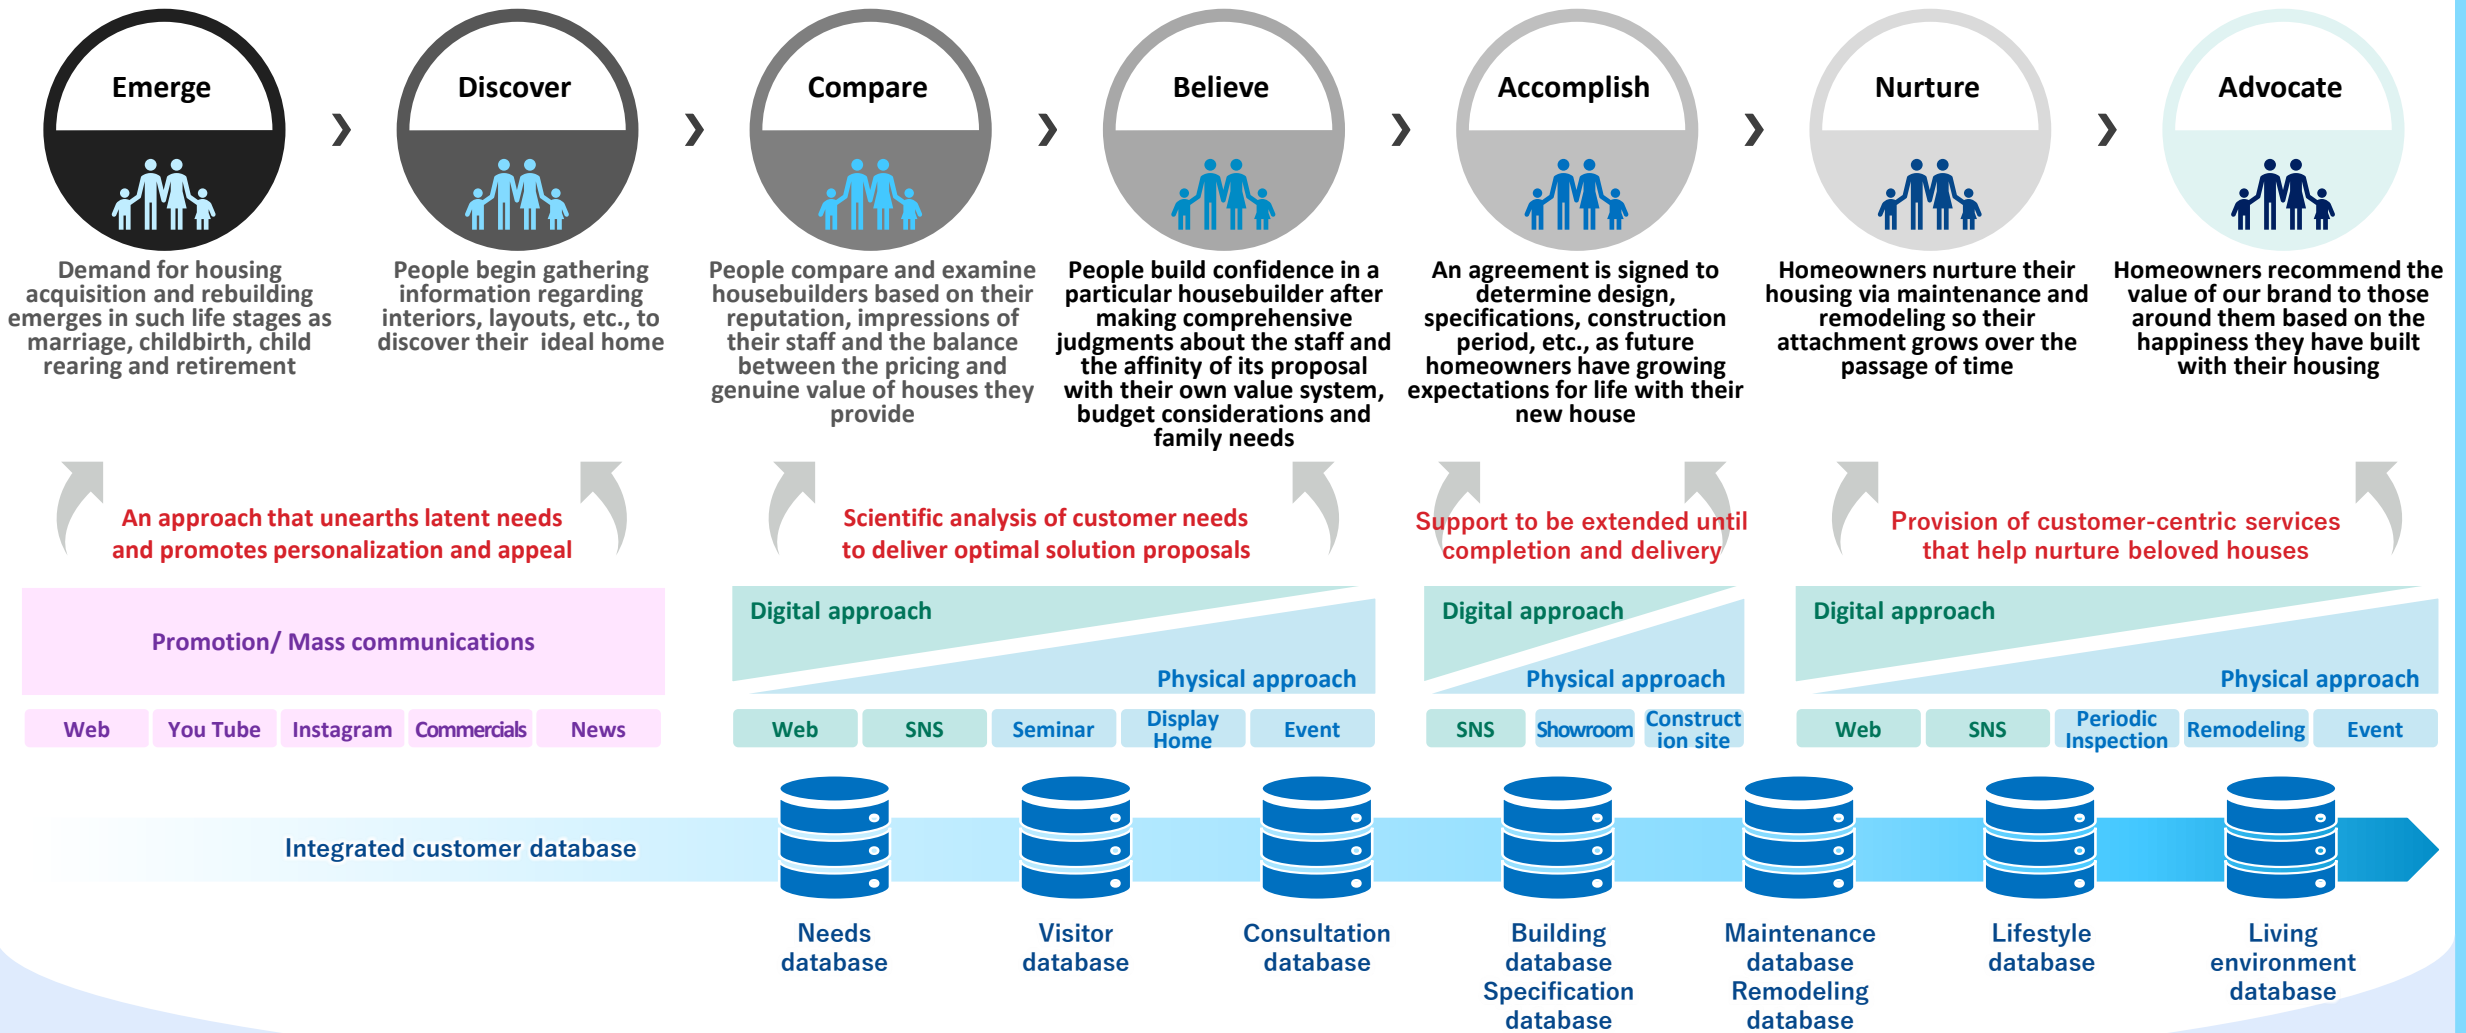 Emerge
Discover
Compare
Believe
Accomplish
Nurture
Advocate
Demand for housing
acquisition and rebuilding
emerges in such life stages as
marriage, childbirth, child
rearing and retirement
People begin gathering
information regarding
interiors, layouts, etc., to
discover their ideal home
People compare and examine
housebuilders based on their
reputation, impressions of
their staff and the balance
between the pricing and
genuine value of houses they
provide
People build confidence in a
particular housebuilder after
making comprehensive
judgments about the staff and
the affinity of its proposal
with their own value system,
budget considerations and
family needs
An agreement is signed to
determine design,
specifications, construction
period, etc., as future
homeowners have growing
expectations for life with their
new house
Homeowners nurture their
housing via maintenance and
remodeling so their
attachment grows over the
passage of time
Homeowners recommend the
value of our brand to those
around them based on the
happiness they have built
with their housing
An approach that unearths latent needs
and promotes personalization and appeal
Scientific analysis of customer needs
to deliver optimal solution proposals
Support to be extended until
completion and delivery
Provision of customer-centric services
that help nurture beloved houses
Promotion/ Mass communications
Digital approach
Physical approach
Digital approach
Physical approach
Digital approach
Physical approach
Web
You Tube
Instagram
Commercials
News
Web
SNS
Seminar
Display
Home
Event
SNS
Showroom
Construct
ion site
Web
SNS
Periodic
Inspection
Remodeling
Event
Integrated customer database
Needs
database
Visitor
database
Consultation
database
Building
database
Specification
database
Maintenance
database
Remodeling
database
Lifestyle
database
Living
environment
database